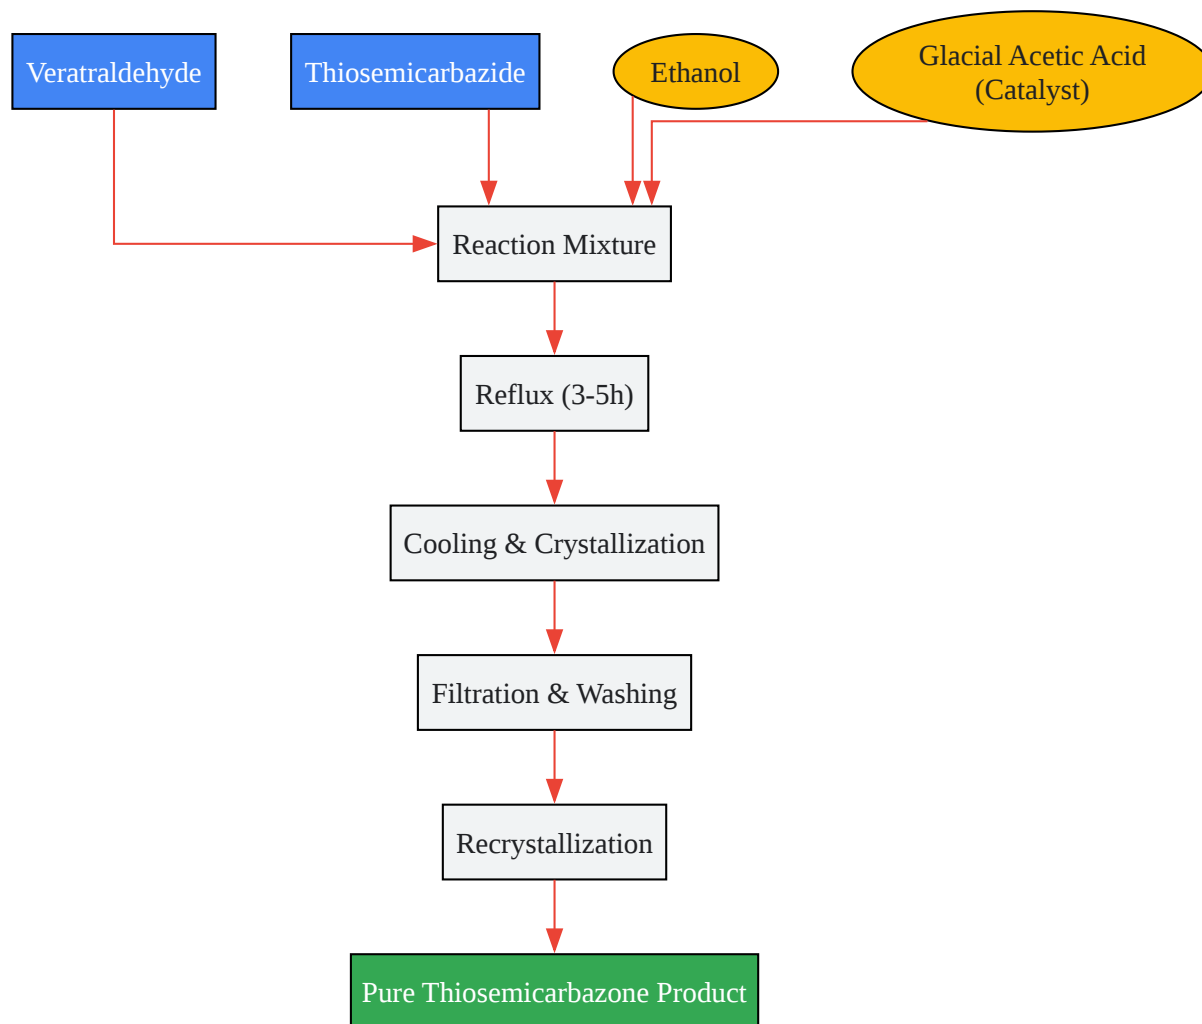 Veratraldehyde
Thiosemicarbazide
Ethanol
Glacial Acetic Acid
(Catalyst)
Reaction Mixture
Reflux (3-5h)
Cooling & Crystallization
Filtration & Washing
Recrystallization
Pure Thiosemicarbazone Product